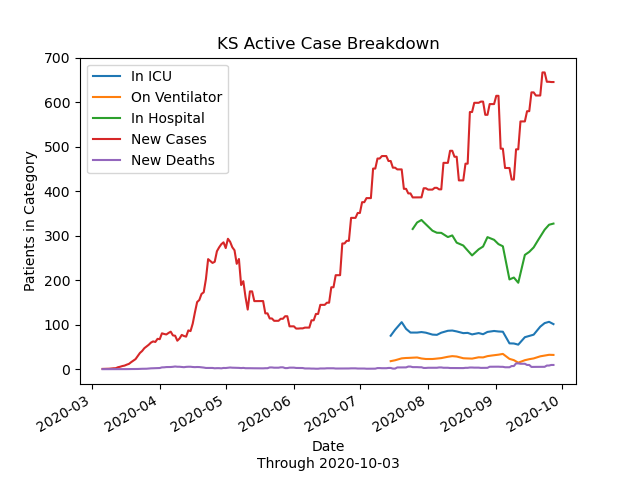 KS Active Case Breakdown
700
600
500
400
300
200
100
0
Patients in Category
In ICU
On Ventilator
In Hospital
New Cases
New Deaths
2020-03
2020-04
2020-05
2020-06
2020-07
2020-08
2020-09
2020-10
Date
Through 2020-10-03